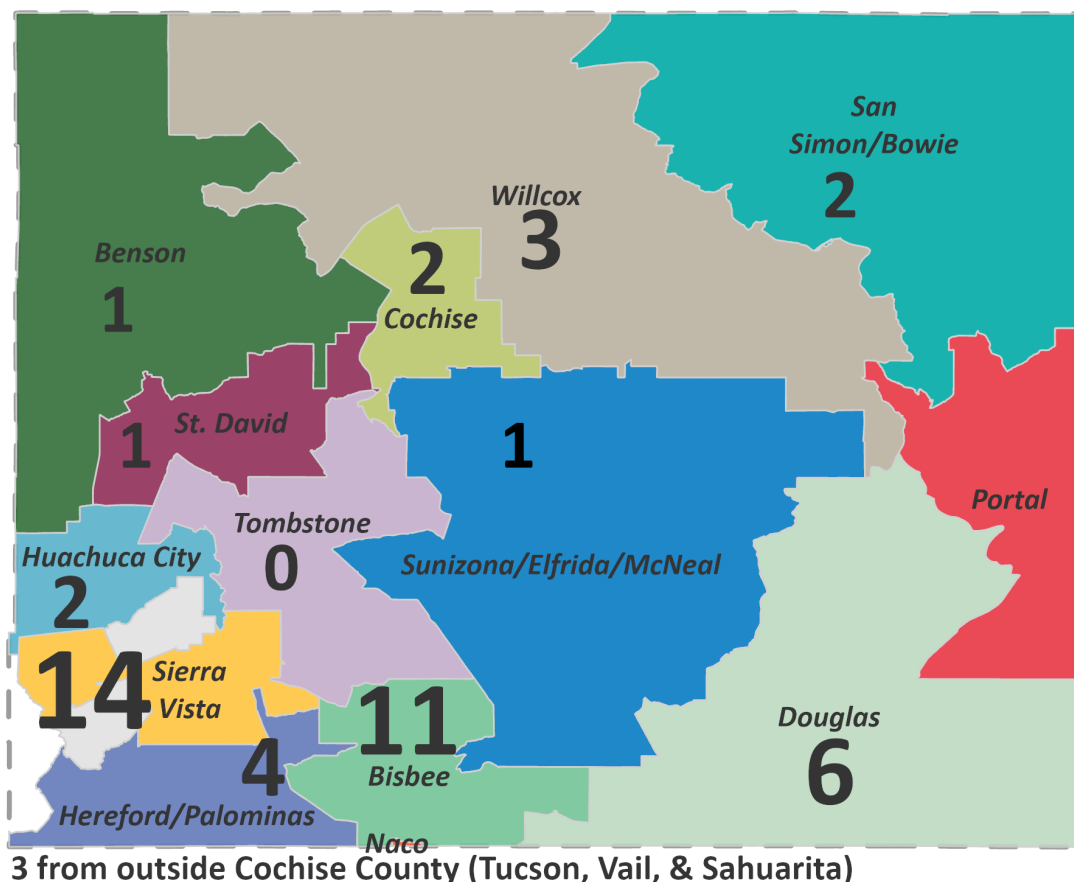 San
Simon/Bowie
2
Willcox
3
Benson
1
2
Cochise
St. David
1
1
Portal
Tombstone
0
Huachuca City
2
Sunizona/Elfrida/McNeal
14
Sierra
Vista
11
Bisbee
Douglas
6
4
Hereford/Palominas
Naco
3 from outside Cochise County (Tucson, Vail, & Sahuarita)